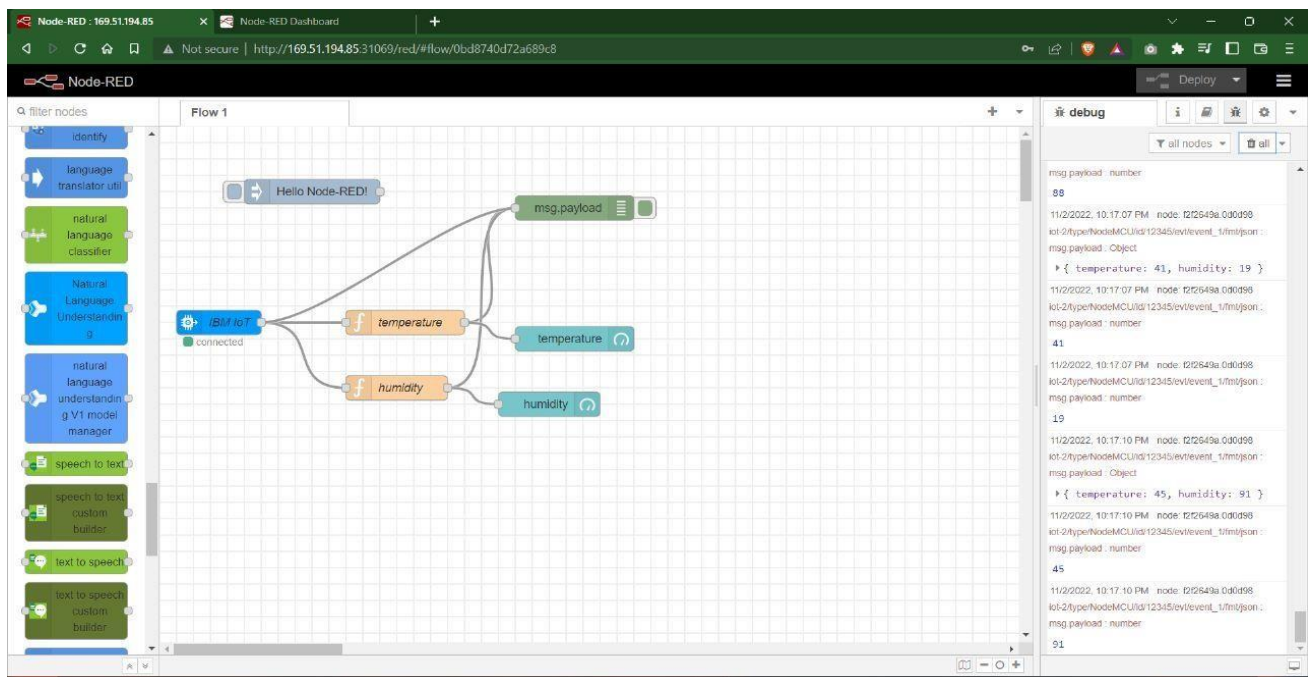 Node-RED : 169.51.194.85
Node-RED Dashboard
Not secure | http://169.51.194.85:31069/red/#flow/0bd8740d72a689c8
Node-RED
Deploy
filter nodes
Flow 1
debug
i
all nodes
all
identify
language
translator util
natural
language
classifier
Natural
Language
Understandin
g
natural
language
understandin
g V1 model
manager
speech to text
speech to text
custom
builder
text to speech
text to speech
custom
builder
Hello Node-RED!
msg.payload
IBM IoT
connected
temperature
temperature
humidity
humidity
msg.payload : number
88
11/2/2022, 10:17:07 PM node: f2f2649a.0d0d98
iot-2/type/NodeMCU/id/12345/evt/event_1/fmt/json :
msg.payload : Object
{ temperature: 41, humidity: 19 }
11/2/2022, 10:17:07 PM node: f2f2649a.0d0d98
iot-2/type/NodeMCU/id/12345/evt/event_1/fmt/json :
msg.payload : number
41
11/2/2022, 10:17:07 PM node: f2f2649a.0d0d98
iot-2/type/NodeMCU/id/12345/evt/event_1/fmt/json :
msg.payload : number
19
11/2/2022, 10:17:10 PM node: f2f2649a.0d0d98
iot-2/type/NodeMCU/id/12345/evt/event_1/fmt/json :
msg.payload : Object
{ temperature: 45, humidity: 91 }
11/2/2022, 10:17:10 PM node: f2f2649a.0d0d98
iot-2/type/NodeMCU/id/12345/evt/event_1/fmt/json :
msg.payload : number
45
11/2/2022, 10:17:10 PM node: f2f2649a.0d0d98
iot-2/type/NodeMCU/id/12345/evt/event_1/fmt/json :
msg.payload : number
91